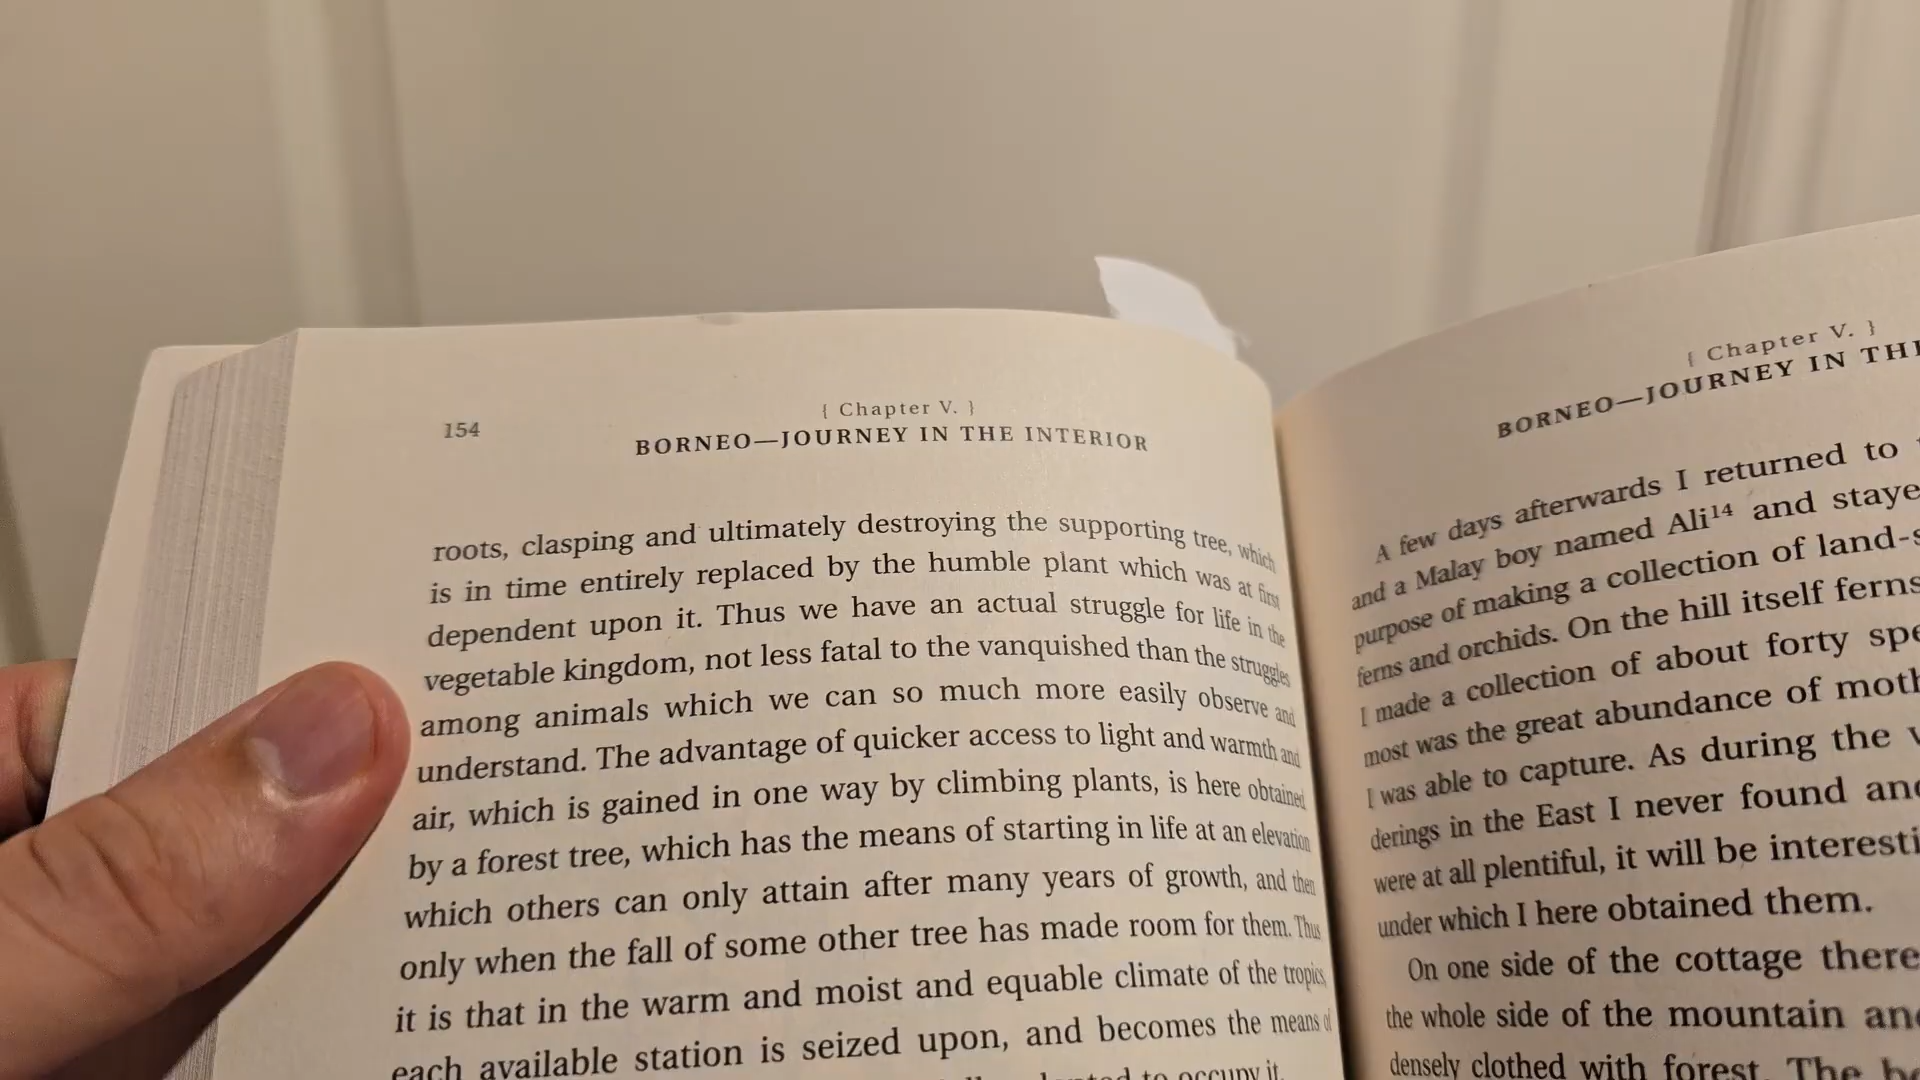 154
{ Chapter V. }
BORNEO—JOURNEY IN THE INTERIOR
roots, clasping and ultimately destroying the supporting tree, which
is in time entirely replaced by the humble plant which was at first
dependent upon it. Thus we have an actual struggle for life in the
vegetable kingdom, not less fatal to the vanquished than the struggles
among animals which we can so much more easily observe and
understand. The advantage of quicker access to light and warmth and
air, which is gained in one way by climbing plants, is here obtained
by a forest tree, which has the means of starting in life at an elevation
which others can only attain after many years of growth, and then
only when the fall of some other tree has made room for them. Thus
it is that in the warm and moist and equable climate of the tropics,
each available station is seized upon, and becomes the means of
to occupy it.
{ Chapter V. }
BORNEO—JOURNEY IN
A few days afterwards I returned to
and a Malay boy named Ali¹⁴ and
purpose of making a collection of
ferns and orchids. On the hill itself ferns
I made a collection of about forty
most was the great abundance of
I was able to capture. As during the
derings in the East I never found
were at all plentiful, it will be
under which I here obtained them.
On one side of the cottage there
the whole side of the mountain
densely clothed with forest. The